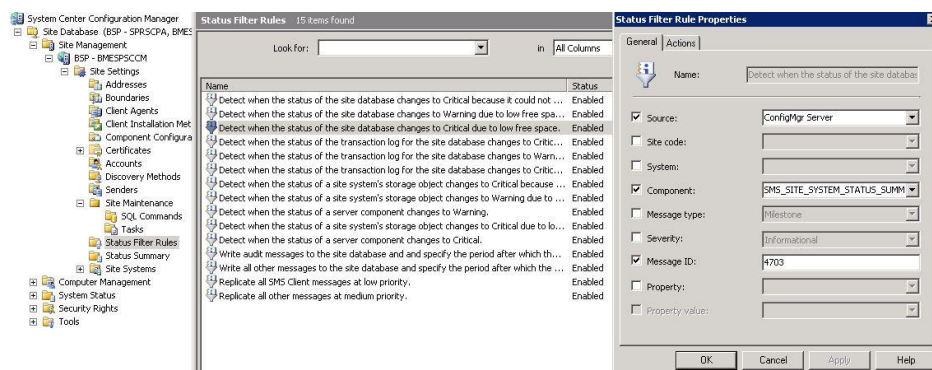 System Center Configuration Manager
Site Database (BSP - SPRSCPA, BMES
Site Management
BSP - BMESPSCCM
Site Settings
Addresses
Boundaries
Client Agents
Client Installation Met
Component Configura
Certificates
Accounts
Discovery Methods
Senders
Site Maintenance
SQL Commands
Tasks
Status Filter Rules
Status Summary
Site Systems
Computer Management
System Status
Security Rights
Tools
Status Filter Rules 15 items found
Look for:
in All Columns
Name Status
Detect when the status of the site database changes to Critical because it could not ... Enabled
Detect when the status of the site database changes to Warning due to low free spa... Enabled
Detect when the status of the site database changes to Critical due to low free space. Enabled
Detect when the status of the transaction log for the site database changes to Critic... Enabled
Detect when the status of the transaction log for the site database changes to Warn... Enabled
Detect when the status of the transaction log for the site database changes to Critic... Enabled
Detect when the status of a site system's storage object changes to Critical because ... Enabled
Detect when the status of a site system's storage object changes to Warning due to ... Enabled
Detect when the status of a server component changes to Warning. Enabled
Detect when the status of a site system's storage object changes to Critical due to lo... Enabled
Detect when the status of a server component changes to Critical. Enabled
Write audit messages to the site database and and specify the period after which th... Enabled
Write all other messages to the site database and specify the period after which the ... Enabled
Replicate all SMS Client messages at low priority. Enabled
Replicate all other messages at medium priority. Enabled
Status Filter Rule Properties
General Actions
Name: Detect when the status of the site databas
Source: ConfigMgr Server
Site code:
System:
Component: SMS_SITE_SYSTEM_STATUS_SUMM
Message type: Milestone
Severity: Informational
Message ID: 4703
Property:
Property value:
OK Cancel Apply Help